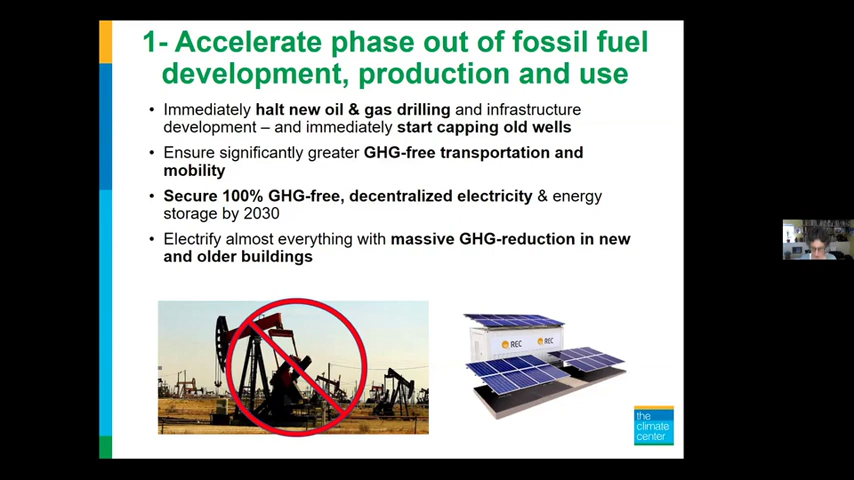 1- Accelerate phase out of fossil fuel
development, production and use
• Immediately halt new oil & gas drilling and infrastructure
development – and immediately start capping old wells
• Ensure significantly greater GHG-free transportation and
mobility
• Secure 100% GHG-free, decentralized electricity & energy
storage by 2030
• Electrify almost everything with massive GHG-reduction in new
and older buildings
REC REC
the
climate
center